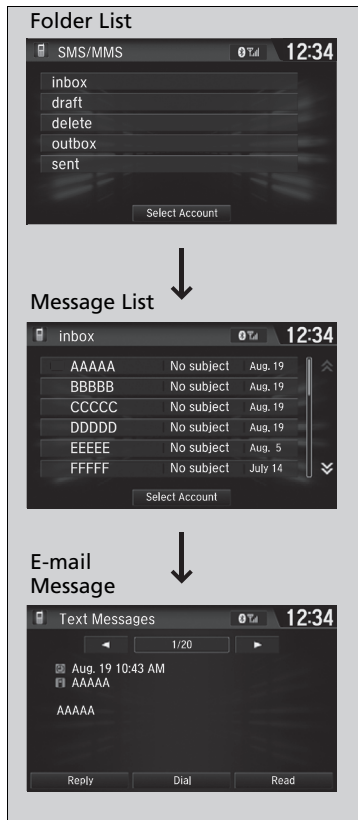 Folder List
SMS/MMS 12:34
inbox
draft
delete
outbox
sent
Select Account
Message List
inbox 12:34
AAAAA No subject Aug. 19
BBBBB No subject Aug. 19
CCCCC No subject Aug. 19
DDDDD No subject Aug. 19
EEEEE No subject Aug. 5
FFFFF No subject July 14
Select Account
E-mail
Message
Text Messages 12:34
1/20
Aug. 19 10:43 AM
AAAAA
AAAAA
Reply Dial Read